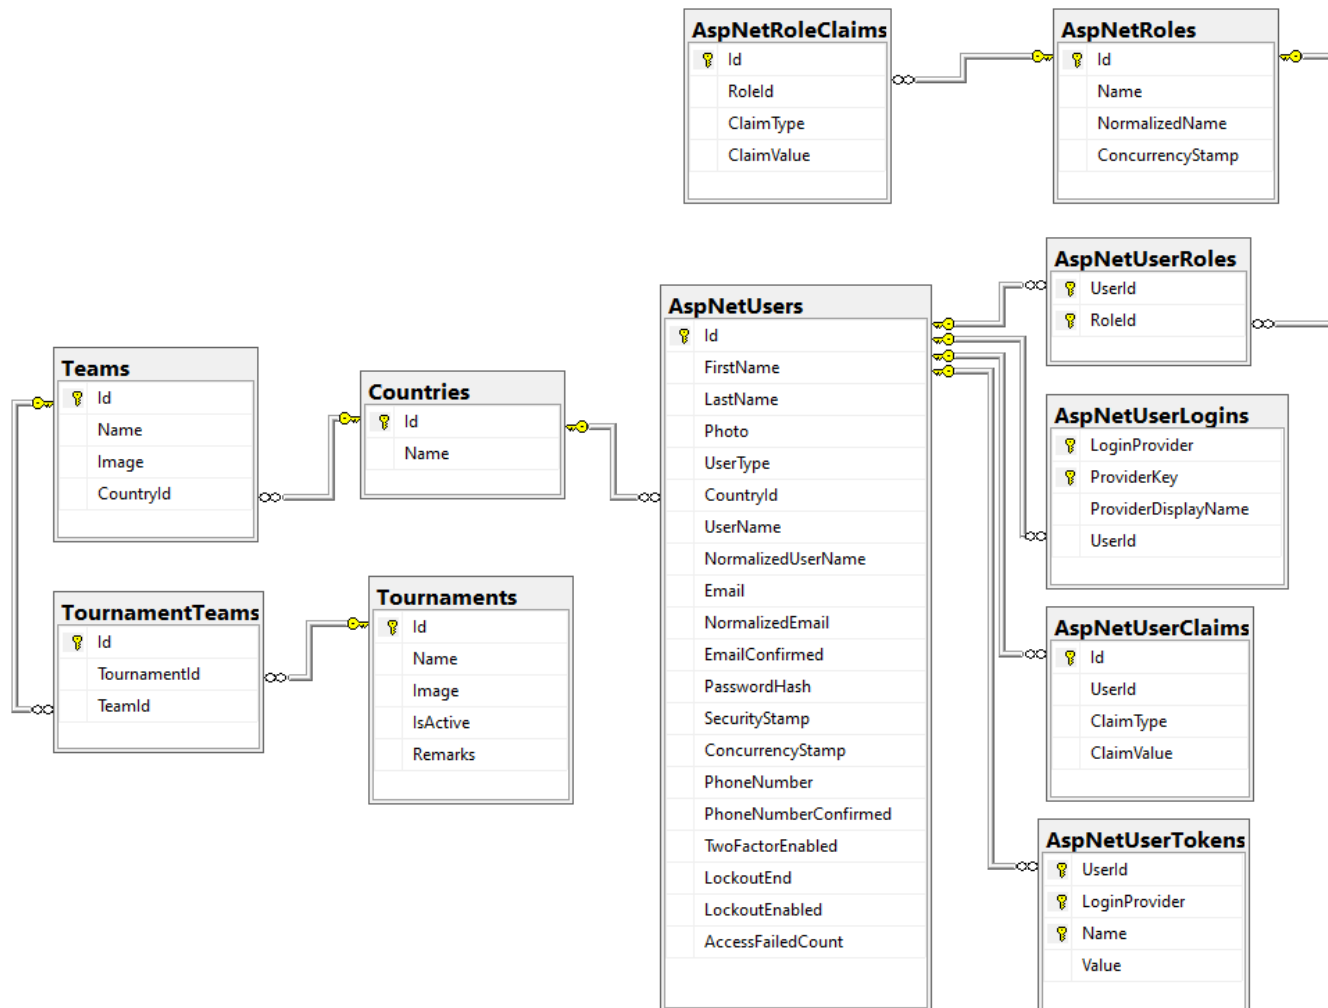 AspNetRoleClaims
Id
RoleId
ClaimType
ClaimValue
AspNetRoles
Id
Name
NormalizedName
ConcurrencyStamp
AspNetUserRoles
UserId
RoleId
AspNetUsers
Id
FirstName
LastName
Photo
UserType
CountryId
UserName
NormalizedUserName
Email
NormalizedEmail
EmailConfirmed
PasswordHash
SecurityStamp
ConcurrencyStamp
PhoneNumber
PhoneNumberConfirmed
TwoFactorEnabled
LockoutEnd
LockoutEnabled
AccessFailedCount
Teams
Id
Name
Image
CountryId
Countries
Id
Name
AspNetUserLogins
LoginProvider
ProviderKey
ProviderDisplayName
UserId
TournamentTeams
Id
TournamentId
TeamId
Tournaments
Id
Name
Image
IsActive
Remarks
AspNetUserClaims
Id
UserId
ClaimType
ClaimValue
AspNetUserTokens
UserId
LoginProvider
Name
Value